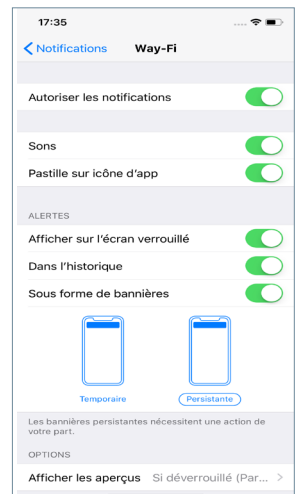 17:35
Notifications Way-Fi
Autoriser les notifications
Sons
Pastille sur icône d'app
ALERTES
Afficher sur l'écran verrouillé
Dans l'historique
Sous forme de bannières
Temporaire Persistante
Les bannières persistantes nécessitent une action de
votre part.
OPTIONS
Afficher les aperçus Si déverrouillé (Par...